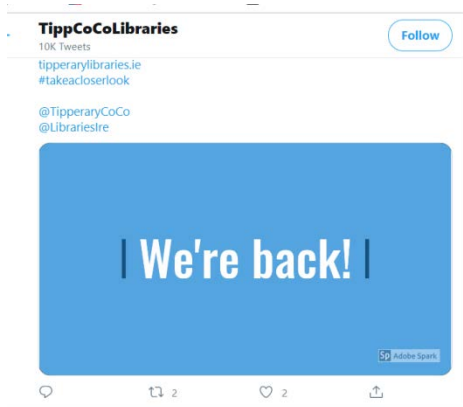 TippCoCoLibraries
10K Tweets
Follow
tipperarylibraries.ie
#takeacloserlook
@TipperaryCoCo
@LibrariesIre
| We're back! |
Sp Adobe Spark
2
2